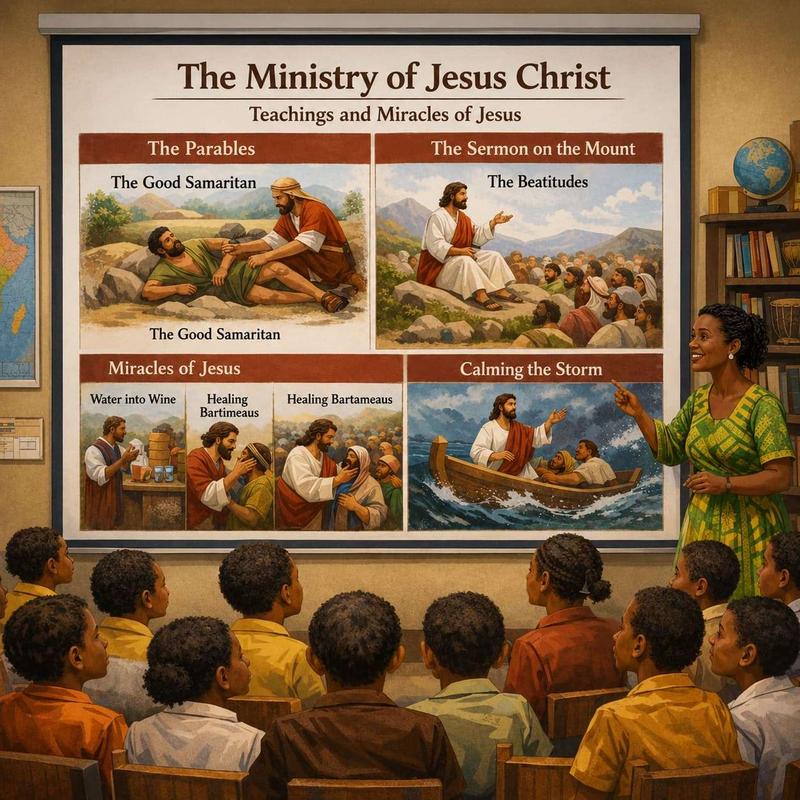 The Ministry of Jesus Christ
Teachings and Miracles of Jesus
The Parables
The Good Samaritan
The Good Samaritan
The Sermon on the Mount
The Beatitudes
Miracles of Jesus
Water into Wine
Healing
Bartimeaus
Healing Bartameaus
Calming the Storm